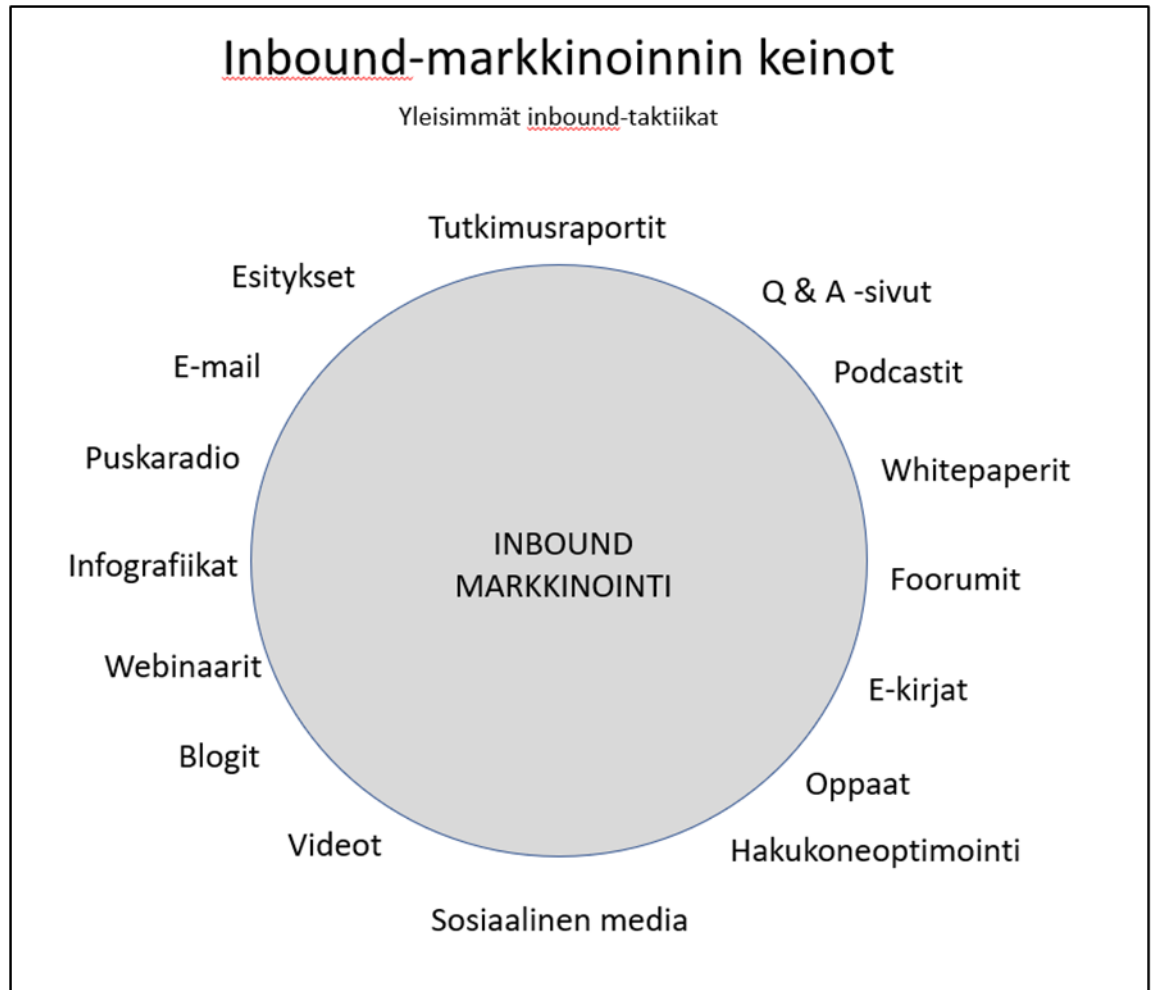 Inbound-markkinoinnin keinot
Yleisimmät inbound-taktiikat
Tutkimusraportit
Esitykset
Q & A -sivut
E-mail
Podcastit
Puskaradio
Whitepaperit
INBOUND
MARKKINOINTI
Infografiikat
Foorumit
Webinaarit
E-kirjat
Blogit
Oppaat
Videot
Hakukoneoptimointi
Sosiaalinen media